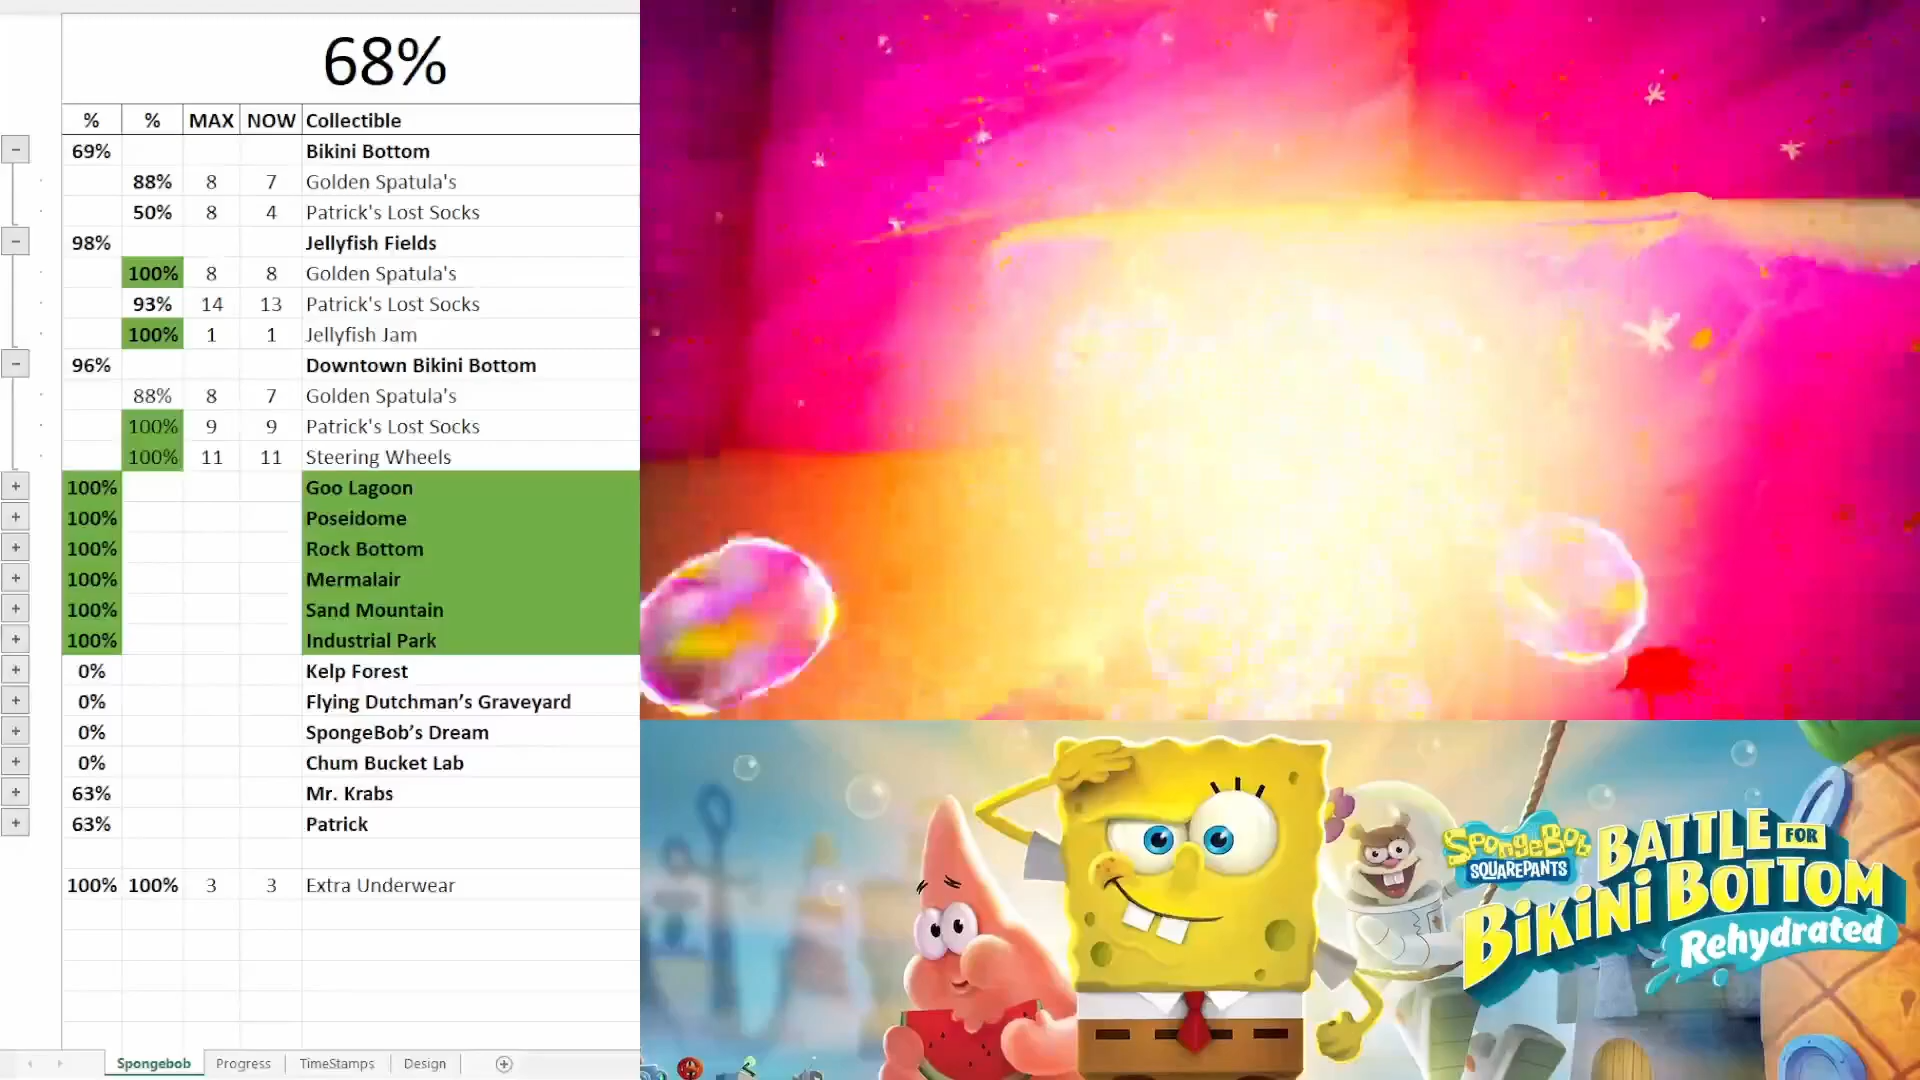 68%
% % MAX NOW Collectible
69% Bikini Bottom
88% 8 7 Golden Spatula's
50% 8 4 Patrick's Lost Socks
98% Jellyfish Fields
100% 8 8 Golden Spatula's
93% 14 13 Patrick's Lost Socks
100% 1 1 Jellyfish Jam
96% Downtown Bikini Bottom
88% 8 7 Golden Spatula's
100% 9 9 Patrick's Lost Socks
100% 11 11 Steering Wheels
100% Goo Lagoon
100% Poseidome
100% Rock Bottom
100% Mermalair
100% Sand Mountain
100% Industrial Park
0% Kelp Forest
0% Flying Dutchman’s Graveyard
0% SpongeBob’s Dream
0% Chum Bucket Lab
63% Mr. Krabs
63% Patrick
100% 100% 3 3 Extra Underwear
Spongebob Progress TimeStamps Design
SpongeBob
SQUAREPANTS
BATTLE FOR
BiKiNi BOTTOM
Rehydrated